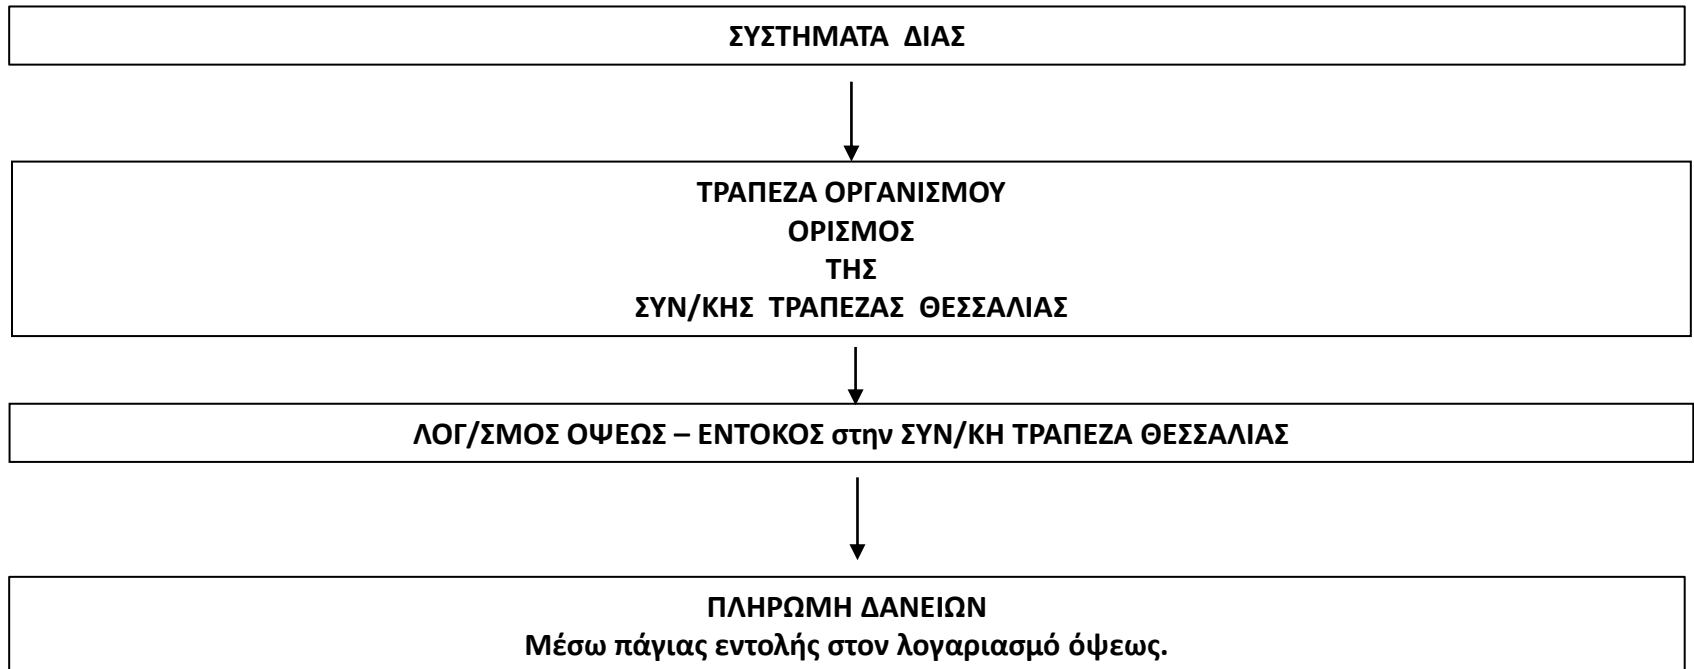 ΣΥΣΤΗΜΑΤΑ ΔΙΑΣ
ΤΡΑΠΕΖΑ ΟΡΓΑΝΙΣΜΟΥ
ΟΡΙΣΜΟΣ
ΤΗΣ
ΣΥΝ/ΚΗΣ ΤΡΑΠΕΖΑΣ ΘΕΣΣΑΛΙΑΣ
ΛΟΓ/ΣΜΟΣ ΟΨΕΩΣ – ΕΝΤΟΚΟΣ στην ΣΥΝ/ΚΗ ΤΡΑΠΕΖΑ ΘΕΣΣΑΛΙΑΣ
ΠΛΗΡΩΜΗ ΔΑΝΕΙΩΝ
Μέσω πάγιας εντολής στον λογαριασμό όψεως.